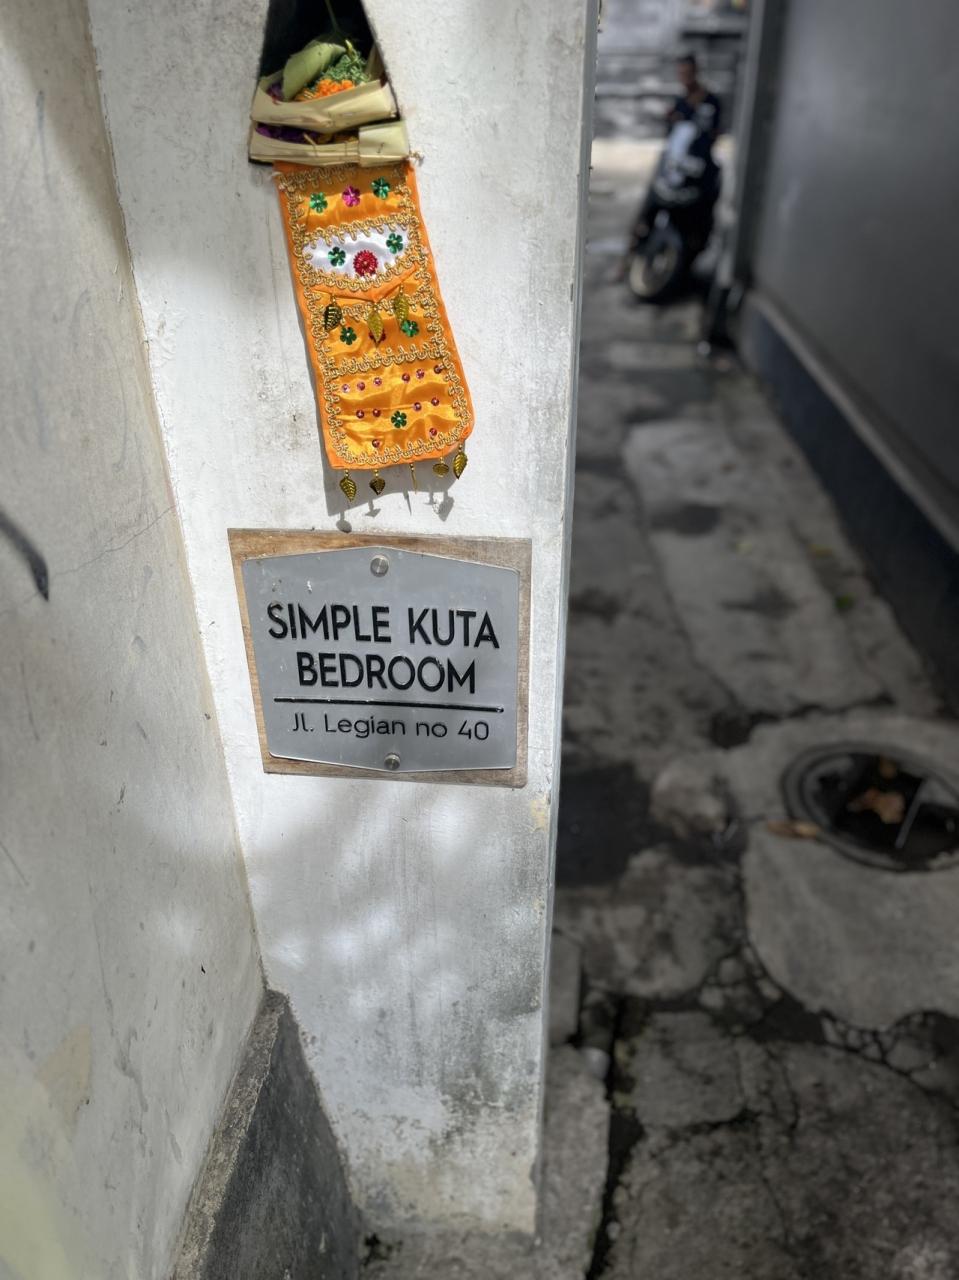 SIMPLE KUTA
BEDROOM
Jl. Legian no 40